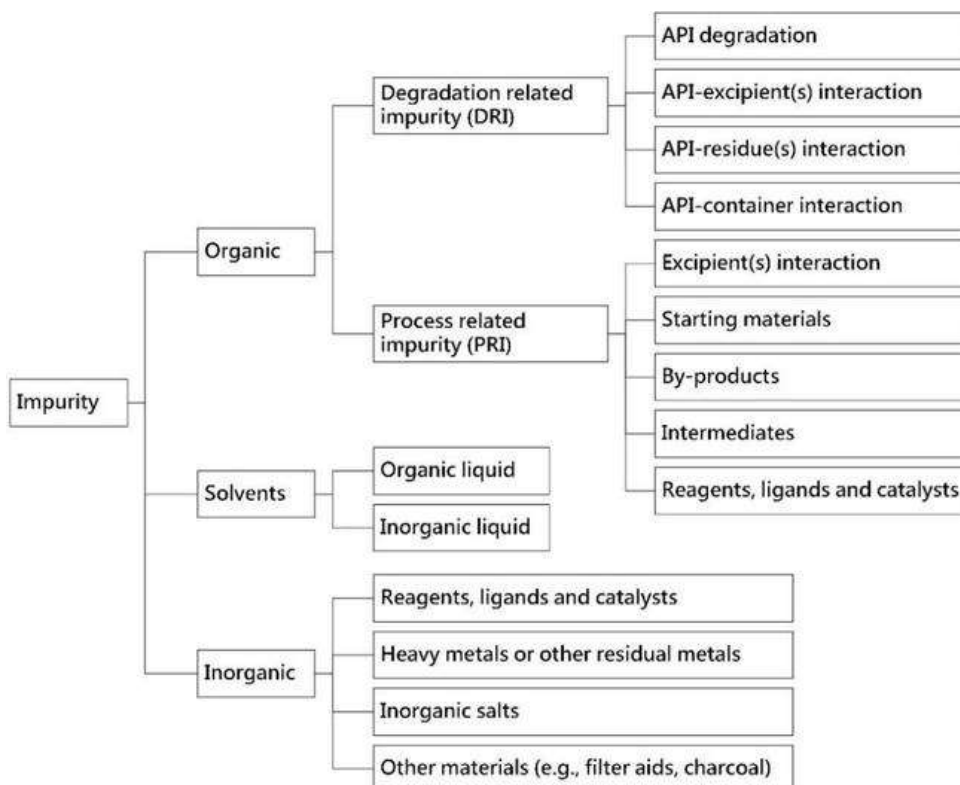 API degradation
Degradation related
impurity (DRI)
API-excipient(s) interaction
API-residue(s) interaction
API-container interaction
Organic
Excipient(s) interaction
Process related
impurity (PRI)
Starting materials
By-products
Impurity
Intermediates
Organic liquid
Solvents
Reagents, ligands and catalysts
Inorganic liquid
Reagents, ligands and catalysts
Heavy metals or other residual metals
Inorganic
Inorganic salts
Other materials (e.g., filter aids, charcoal)